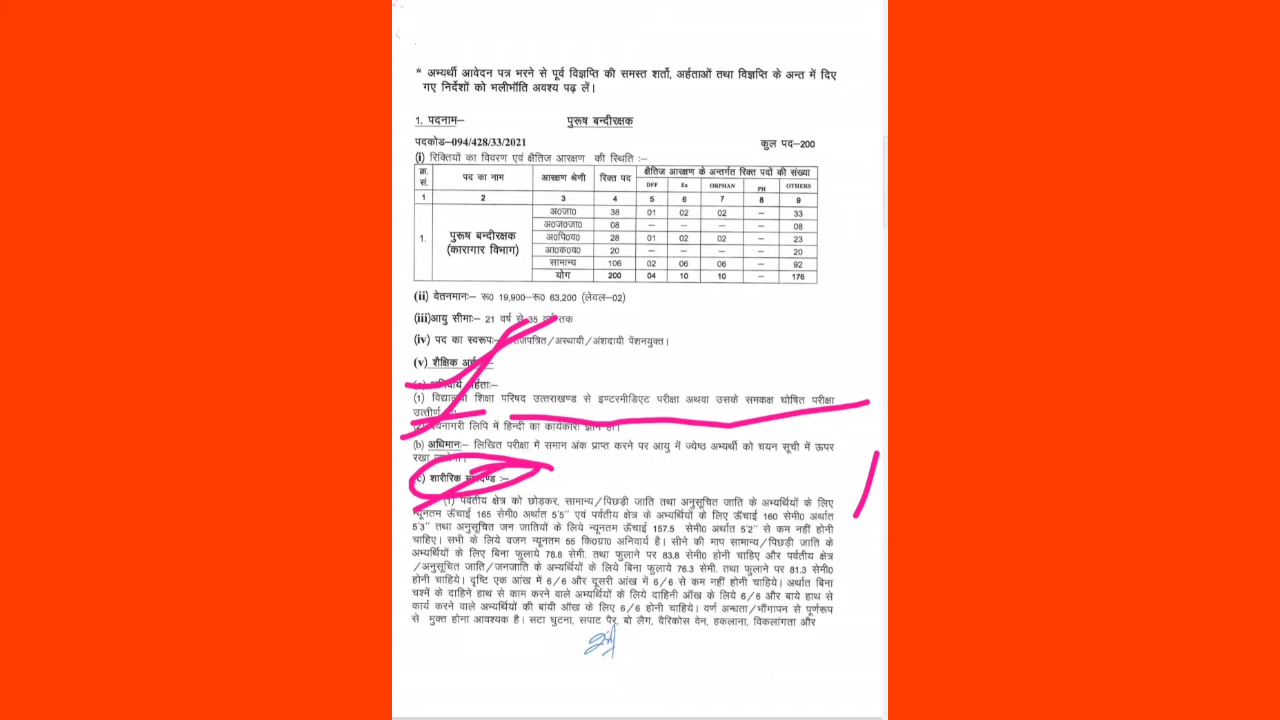 * अभ्यर्थी आवेदन पत्र भरने से पूर्व विज्ञप्ति की समस्त शर्तो, अर्हताओं तथा विज्ञप्ति के अन्त में दिए
गए निर्देशों को भलीभॉति अवश्य पढ़ लें।
1. पदनाम:- पुरूष बन्दीरक्षक
पदकोड-094/428/33/2021 कुल पद-200
(i) रिक्तियों का विवरण एवं क्षैतिज आरक्षण की स्थिति :-
क्र. सं. पद का नाम आरक्षण श्रेणी रिक्त पद क्षैतिज आरक्षण के अन्तर्गत रिक्त पदों की संख्या
DFF Ex ORPHAN PH OTHERS
1 2 3 4 5 6 7 8 9
1. पुरूष बन्दीरक्षक (कारागार विभाग) अ0जा0 38 01 02 02 – 33
अ0ज0जा0 08 – – – – 08
अ0पि0व0 28 01 02 02 – 23
आ0क0व0 20 – – – – 20
सामान्य 106 02 06 06 – 92
योग 200 04 10 10 – 176
(ii) वेतनमानः- रू0 19,900-रू0 63,200 (लेवल-02)
(iii)आयु सीमाः- 21 वर्ष से 35 वर्ष तक
(iv) पद का स्वरूपः- /अस्थायी/अंशदायी पेंशनयुक्त।
(v) शैक्षिक
(1) शिक्षा परिषद उत्तराखण्ड से इण्टरमीडिएट परीक्षा अथवा उसके समकक्ष घोषित परीक्षा
उत्तीर्ण
लिपि में हिन्दी का कार्यकारी ज्ञान हो।
(b) अधिमानः- लिखित परीक्षा में समान अंक प्राप्त करने पर आयु में ज्येष्ठ अभ्यर्थी को चयन सूची में ऊपर
रखा
(c) शारीरिक :-
(1) पर्वतीय क्षेत्र को छोड़कर, सामान्य/पिछड़ी जाति तथा अनुसूचित जाति के अभ्यर्थियों के लिए
न्यूनतम ऊँचाई 165 सेमी0 अर्थात 5'5" एवं पर्वतीय क्षेत्र के अभ्यर्थियों के लिए ऊँचाई 160 सेमी0 अर्थात
5'3" तथा अनुसूचित जन जातियों के लिये न्यूनतम ऊँचाई 157.5 सेमी0 अर्थात 5'2" से कम नहीं होनी
चाहिए। सभी के लिये वजन न्यूनतम 55 कि0ग्रा0 अनिवार्य है। सीने की माप सामान्य/पिछड़ी जाति के
अभ्यर्थियों के लिए बिना फुलाये 78.8 सेमी. तथा फुलाने पर 83.8 सेमी0 होनी चाहिए और पर्वतीय क्षेत्र
/अनुसूचित जाति/जनजाति के अभ्यर्थियों के लिये बिना फुलाये 76.3 सेमी. तथा फुलाने पर 81.3 सेमी0
होनी चाहिये। दृष्टि एक आंख में 6/6 और दूसरी आंख में 6/6 से कम नहीं होनी चाहिये। अर्थात बिना
चश्में के दाहिने हाथ से काम करने वाले अभ्यर्थियों के लिये दाहिनी ऑख के लिये 6/6 और बाये हाथ से
कार्य करने वाले अभ्यर्थियों की बांयी ऑख के लिए 6/6 होनी चाहिये। वर्ण अन्धता/भौंगापन से पूर्णरूप
से मुक्त होना आवश्यक है। सटा घुटना, सपाट पैर, बो लैग, वैरिकोस वेन, हकलाना, विकलांगता और